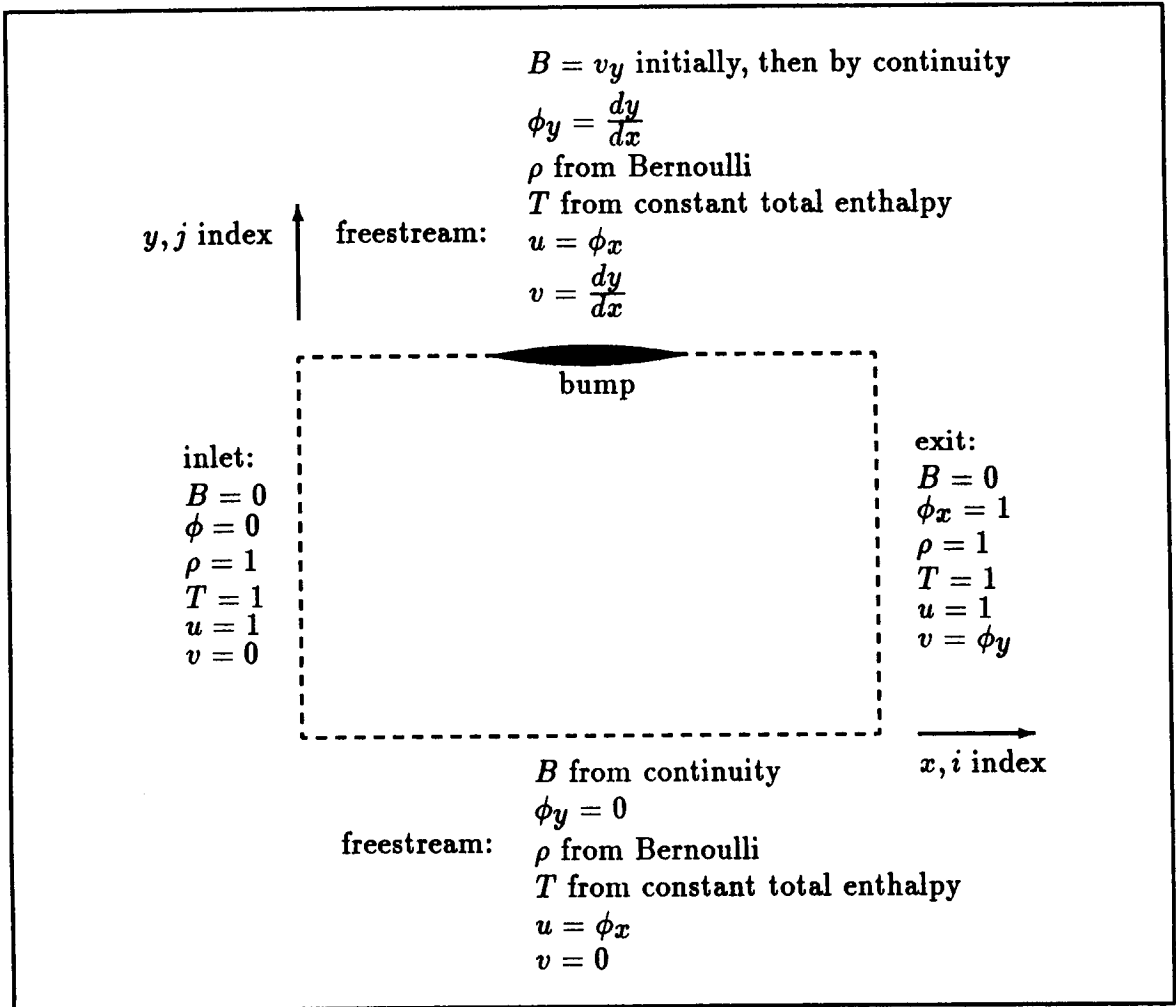 B = v_y initially, then by continuity
ϕ_y = dy/dx
ρ from Bernoulli
T from constant total enthalpy
y, j index
freestream:
u = ϕ_x
v = dy/dx
bump
inlet:
B = 0
ϕ = 0
ρ = 1
T = 1
u = 1
v = 0
exit:
B = 0
ϕ_x = 1
ρ = 1
T = 1
u = 1
v = ϕ_y
x, i index
B from continuity
ϕ_y = 0
freestream:
ρ from Bernoulli
T from constant total enthalpy
u = ϕ_x
v = 0